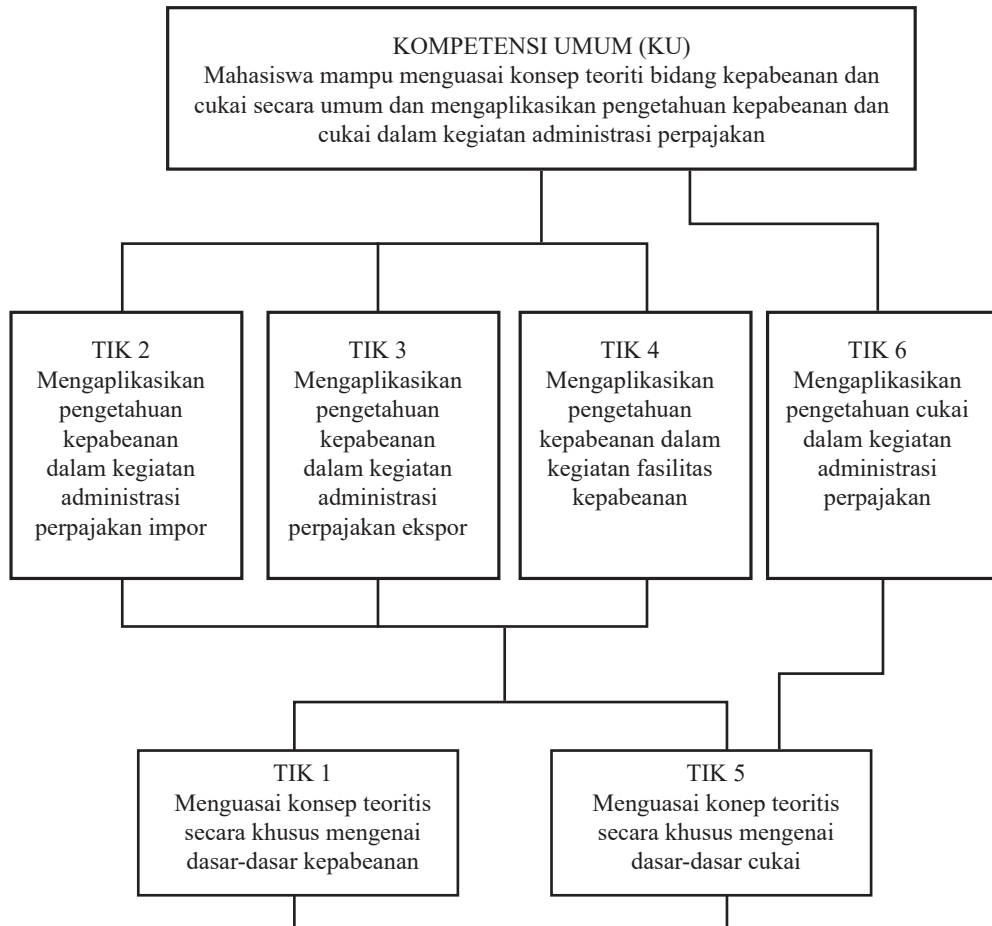 KOMPETENSI UMUM (KU)
Mahasiswa mampu menguasai konsep teoriti bidang kepabeanan dan
cukai secara umum dan mengaplikasikan pengetahuan kepabeanan dan
cukai dalam kegiatan administrasi perpajakan
TIK 2
Mengaplikasikan
pengetahuan
kepabeanan
dalam kegiatan
administrasi
perpajakan impor
TIK 3
Mengaplikasikan
pengetahuan
kepabeanan
dalam kegiatan
administrasi
perpajakan ekspor
TIK 4
Mengaplikasikan
pengetahuan
kepabeanan dalam
kegiatan fasilitas
kepabeanan
TIK 6
Mengaplikasikan
pengetahuan cukai
dalam kegiatan
administrasi
perpajakan
TIK 1
Menguasai konsep teoritis
secara khusus mengenai
dasar-dasar kepabeanan
TIK 5
Menguasai konep teoritis
secara khusus mengenai
dasar-dasar cukai